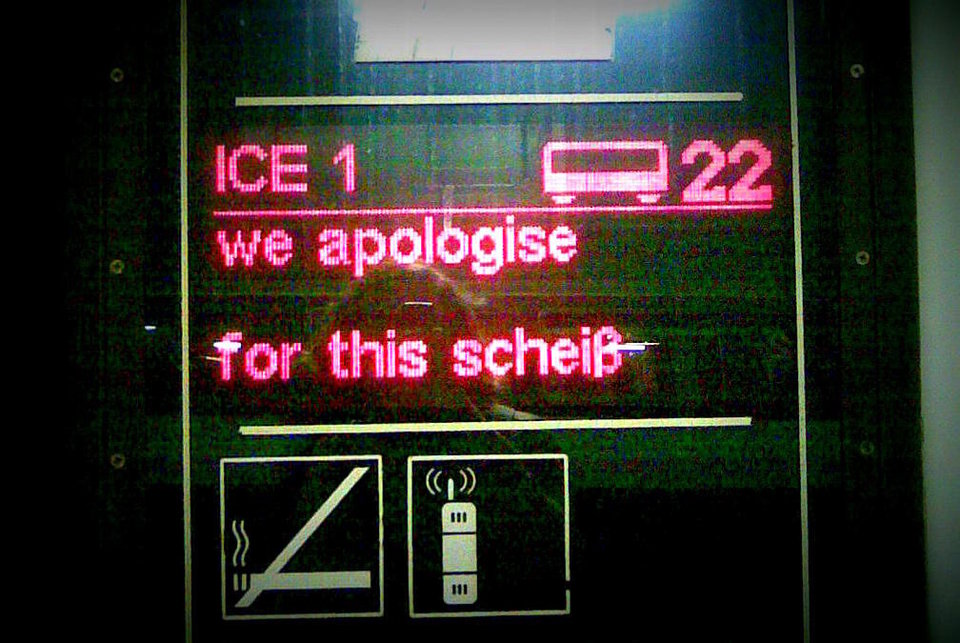 ICE 1 22
we apologise
for this scheiß